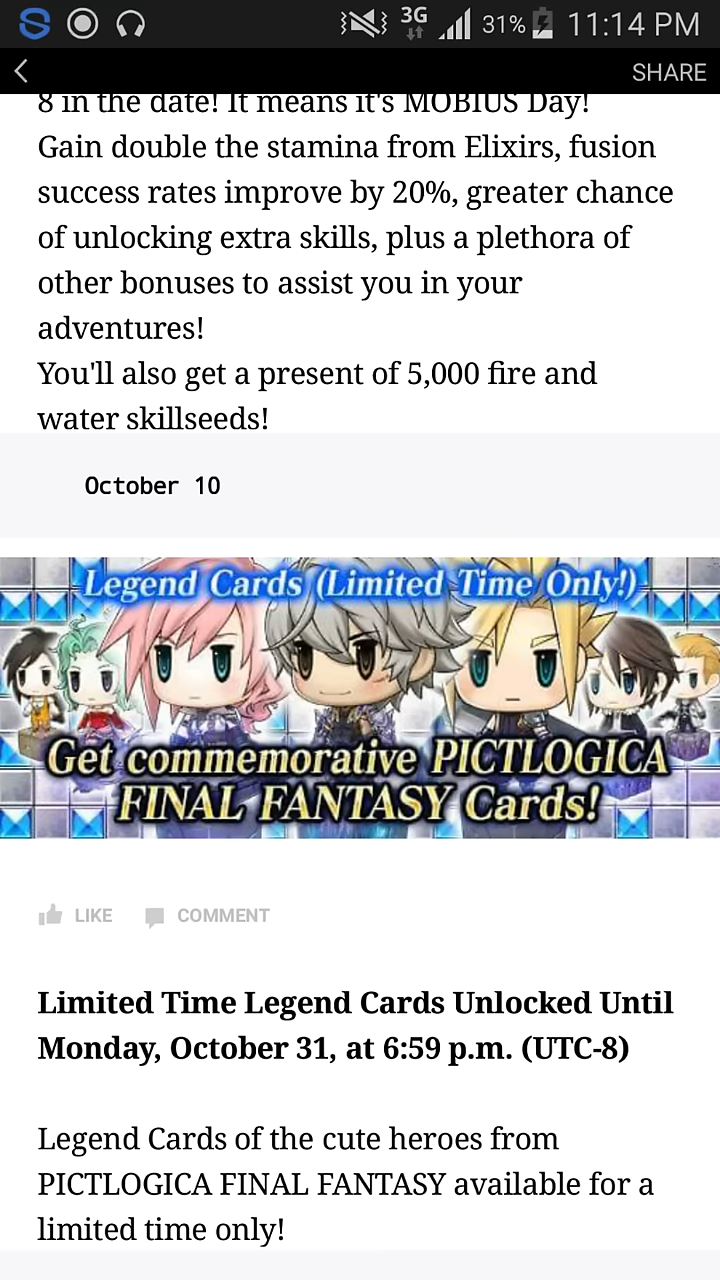 3G 31% 11:14 PM
SHARE
8 in the date! It means it's MOBIUS Day!
Gain double the stamina from Elixirs, fusion
success rates improve by 20%, greater chance
of unlocking extra skills, plus a plethora of
other bonuses to assist you in your
adventures!
You'll also get a present of 5,000 fire and
water skillseeds!
October 10
Legend Cards (Limited Time Only!)
Get commemorative PICTLOGICA
FINAL FANTASY Cards!
LIKE COMMENT
Limited Time Legend Cards Unlocked Until
Monday, October 31, at 6:59 p.m. (UTC-8)
Legend Cards of the cute heroes from
PICTLOGICA FINAL FANTASY available for a
limited time only!